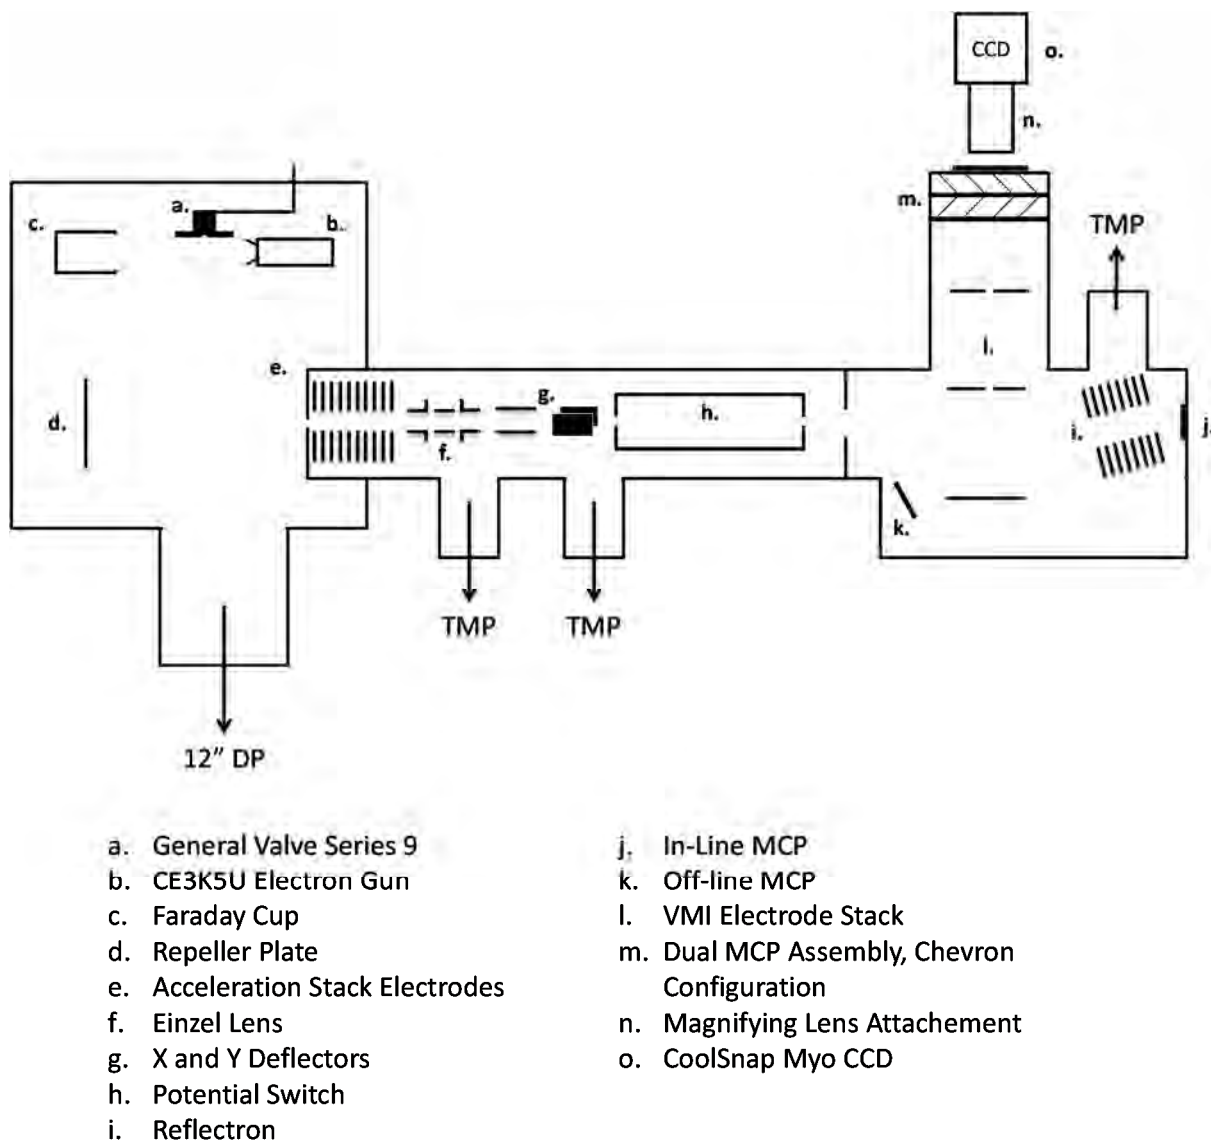 CCD
o.
n.
m.
TMP
a.
c.
b.
e.
l.
g.
h.
d.
f.
i.
j.
k.
TMP
TMP
12" DP
a. General Valve Series 9
b. CE3K5U Electron Gun
c. Faraday Cup
d. Repeller Plate
e. Acceleration Stack Electrodes
f. Einzel Lens
g. X and Y Deflectors
h. Potential Switch
i. Reflectron
j. In-Line MCP
k. Off-line MCP
l. VMI Electrode Stack
m. Dual MCP Assembly, Chevron
Configuration
n. Magnifying Lens Attachement
o. CoolSnap Myo CCD